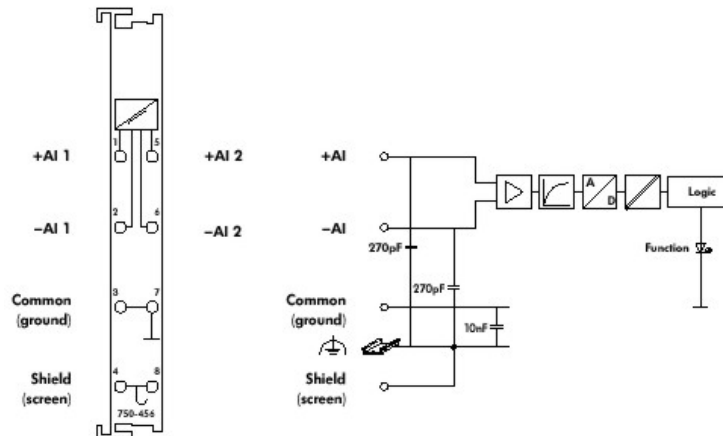 1 5
+AI 1 +AI 2 +AI
A
D
Logic
2 6
–AI 1 –AI 2 –AI
270pF
Function
270pF
3 7
Common Common
(ground) (ground)
10nF
4 8
Shield Shield
(screen) (screen)
750-456